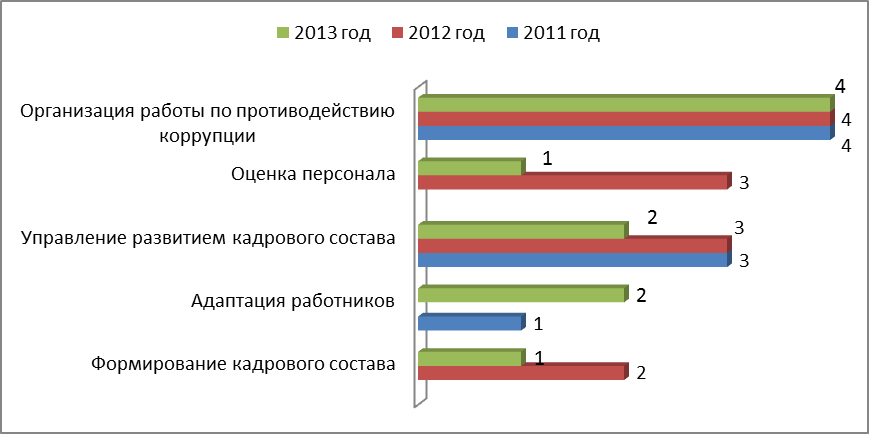 2013 год 2012 год 2011 год
Организация работы по противодействию
коррупции
4
4
4
Оценка персонала
1
3
Управление развитием кадрового состава
2
3
3
Адаптация работников
2
1
Формирование кадрового состава
1
2